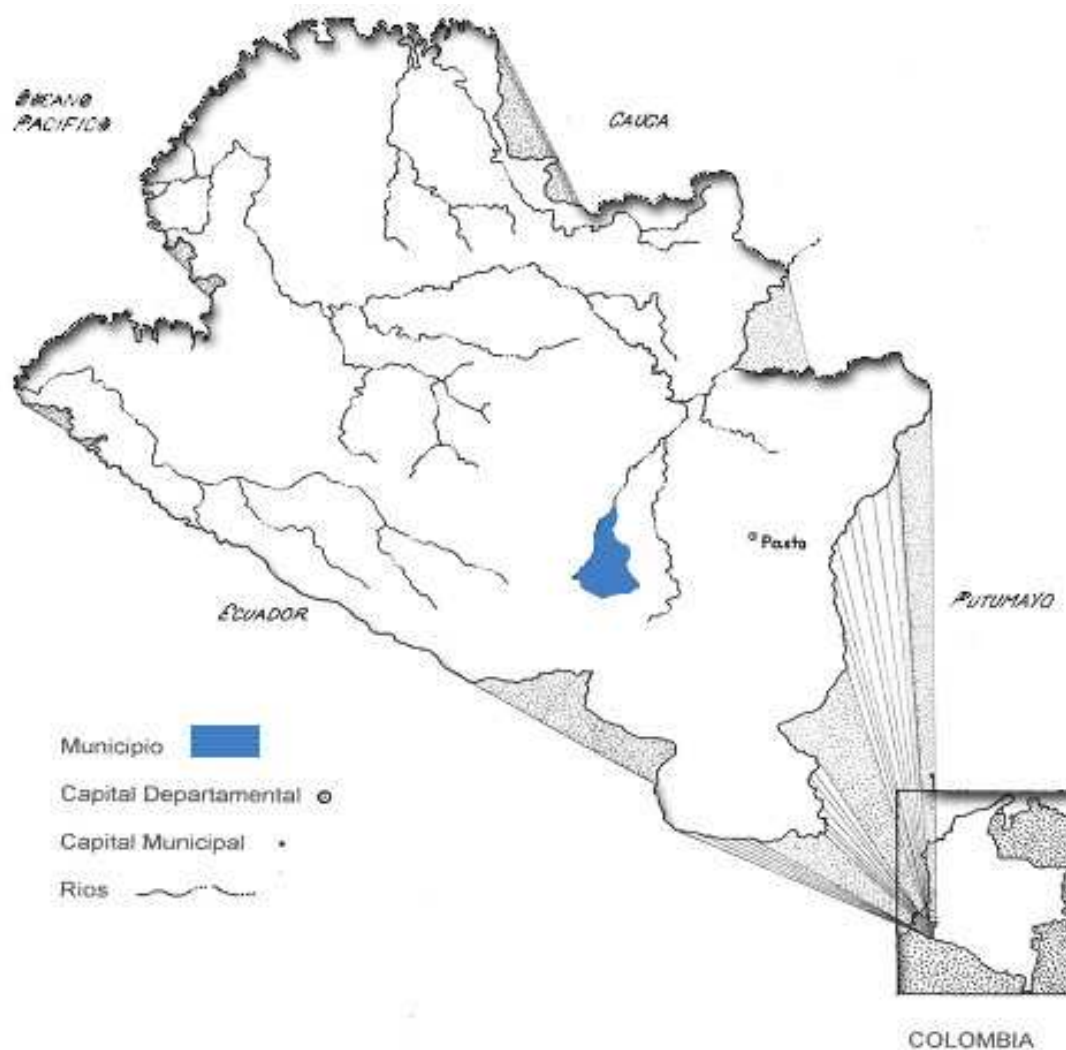 OCEANO
PACIFICO
CAUCA
Pasto
ECUADOR
PUTUMAYO
Municipio
Capital Departamental
Capital Municipal
Rios
COLOMBIA